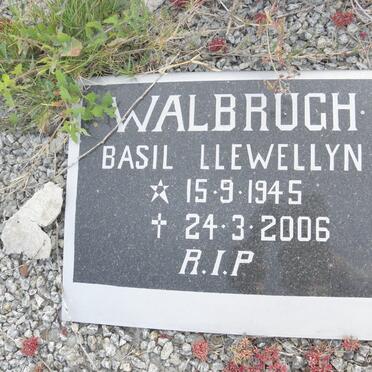 WALBRUGH
BASIL LLEWELLYN
☆ 15·9·1945
✝ 24·3·2006
R.I.P